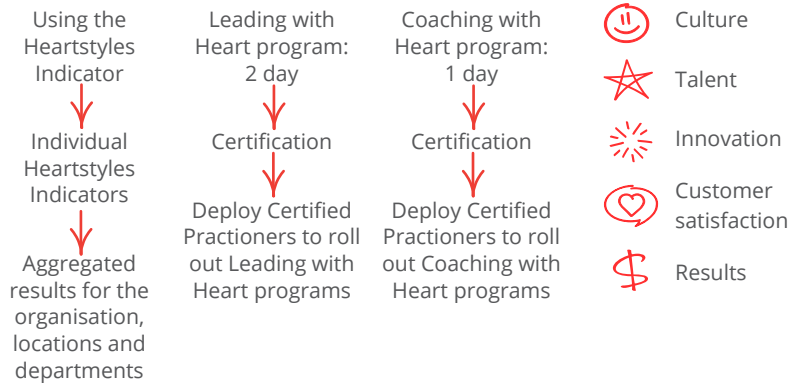 Using the
Heartstyles
Indicator
Individual
Heartstyles
Indicators
Aggregated
results for the
organisation,
locations and
departments
Leading with
Heart program:
2 day
Certification
Deploy Certified
Practioners to roll
out Leading with
Heart programs
Coaching with
Heart program:
1 day
Certification
Deploy Certified
Practioners to roll
out Coaching with
Heart programs
Culture
Talent
Innovation
Customer
satisfaction
Results